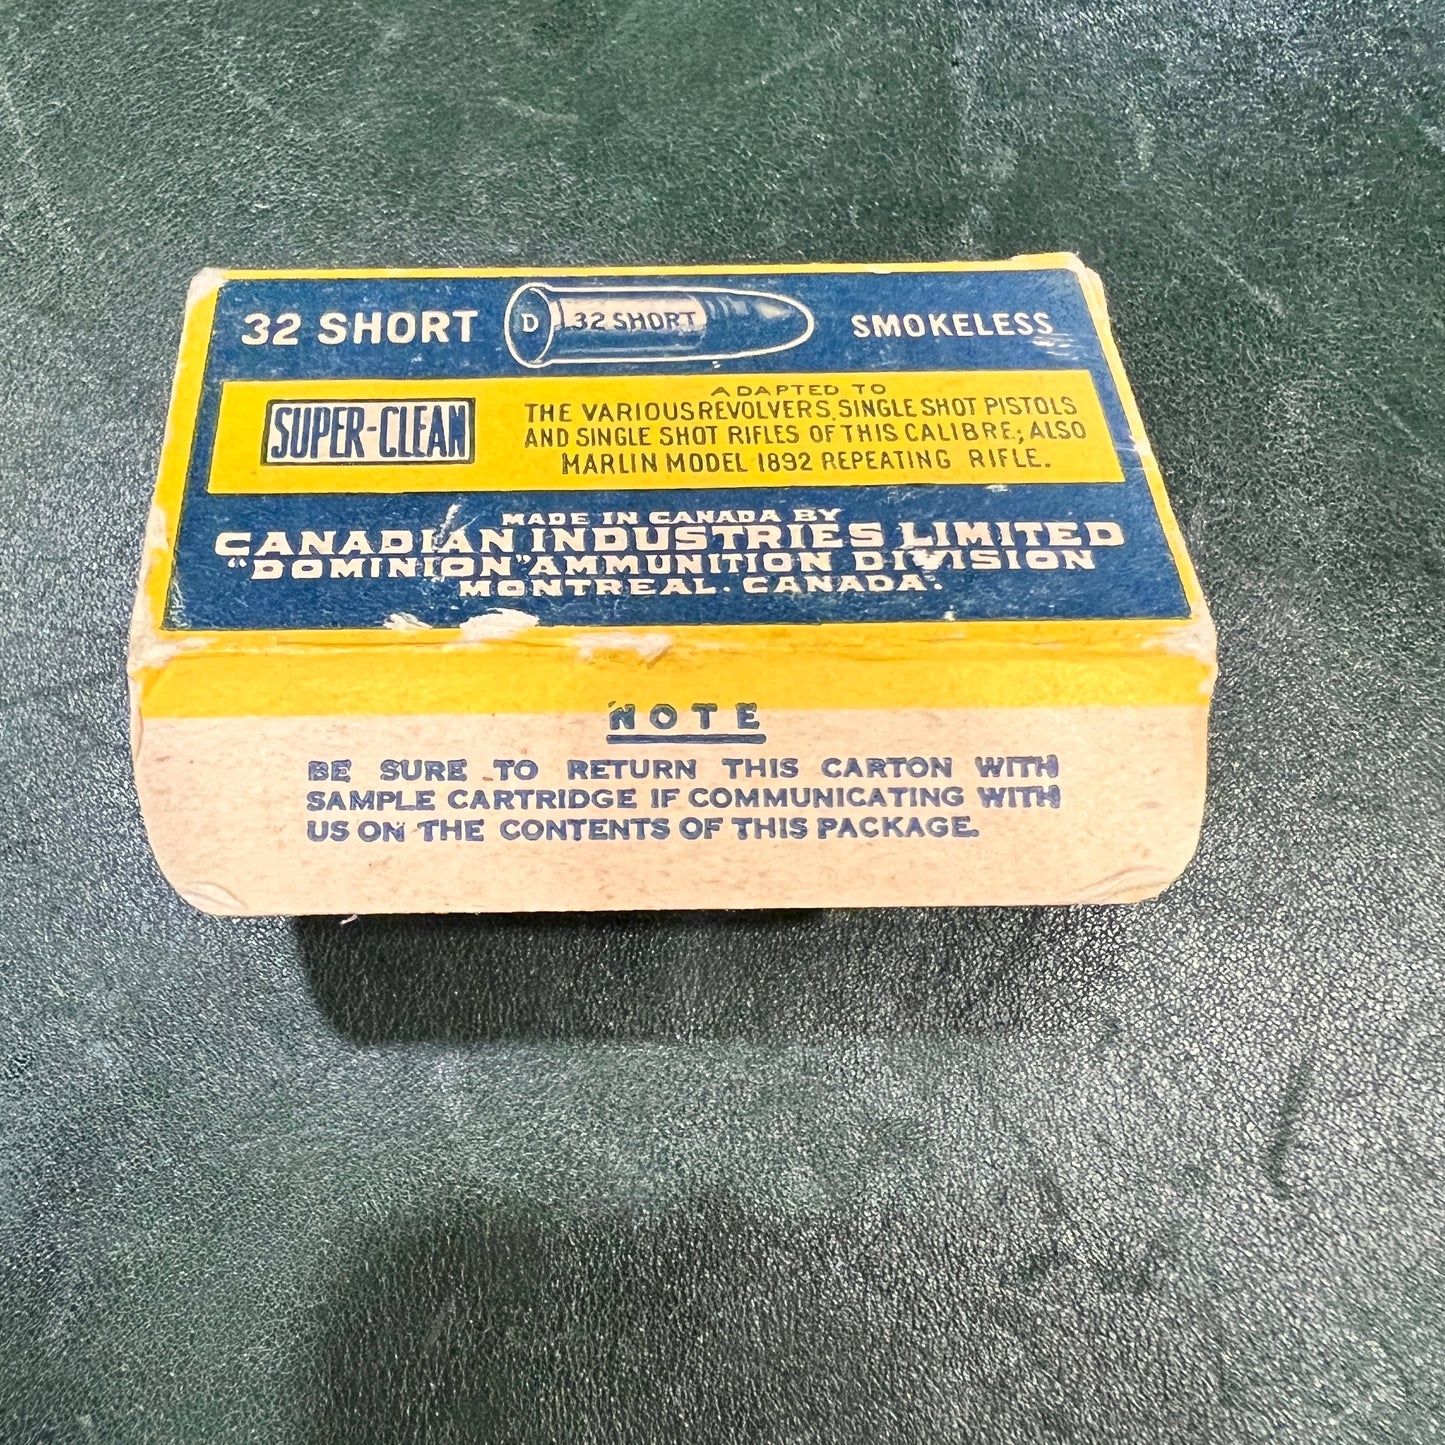 32 SHORT D 32 SHORT SMOKELESS
SUPER-CLEAN
ADAPTED TO
THE VARIOUS REVOLVERS, SINGLE SHOT PISTOLS
AND SINGLE SHOT RIFLES OF THIS CALIBRE; ALSO
MARLIN MODEL 1892 REPEATING RIFLE.
MADE IN CANADA BY
CANADIAN INDUSTRIES LIMITED
"DOMINION" AMMUNITION DIVISION
MONTREAL. CANADA.
NOTE
BE SURE TO RETURN THIS CARTON WITH
SAMPLE CARTRIDGE IF COMMUNICATING WITH
US ON THE CONTENTS OF THIS PACKAGE.